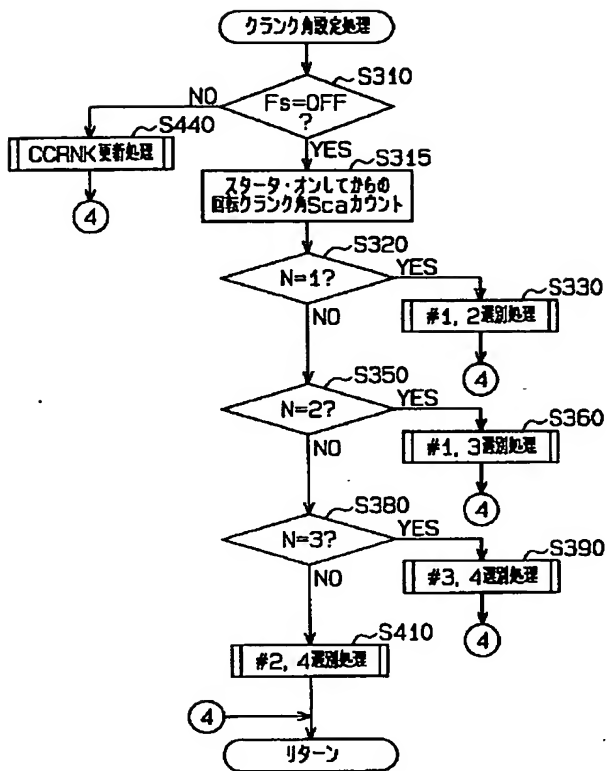 クランク角設定処理
S310
Fs=OFF
?
NO
YES
S440
CCRNK更新処理
4
S315
スタータ・オンしてからの
回転クランク角Scaカウント
S320
N=1?
YES
NO
S330
#1, 2選別処理
4
S350
N=2?
YES
NO
S360
#1, 3選別処理
4
S380
N=3?
YES
NO
S390
#3, 4選別処理
4
S410
#2, 4選別処理
4
リターン